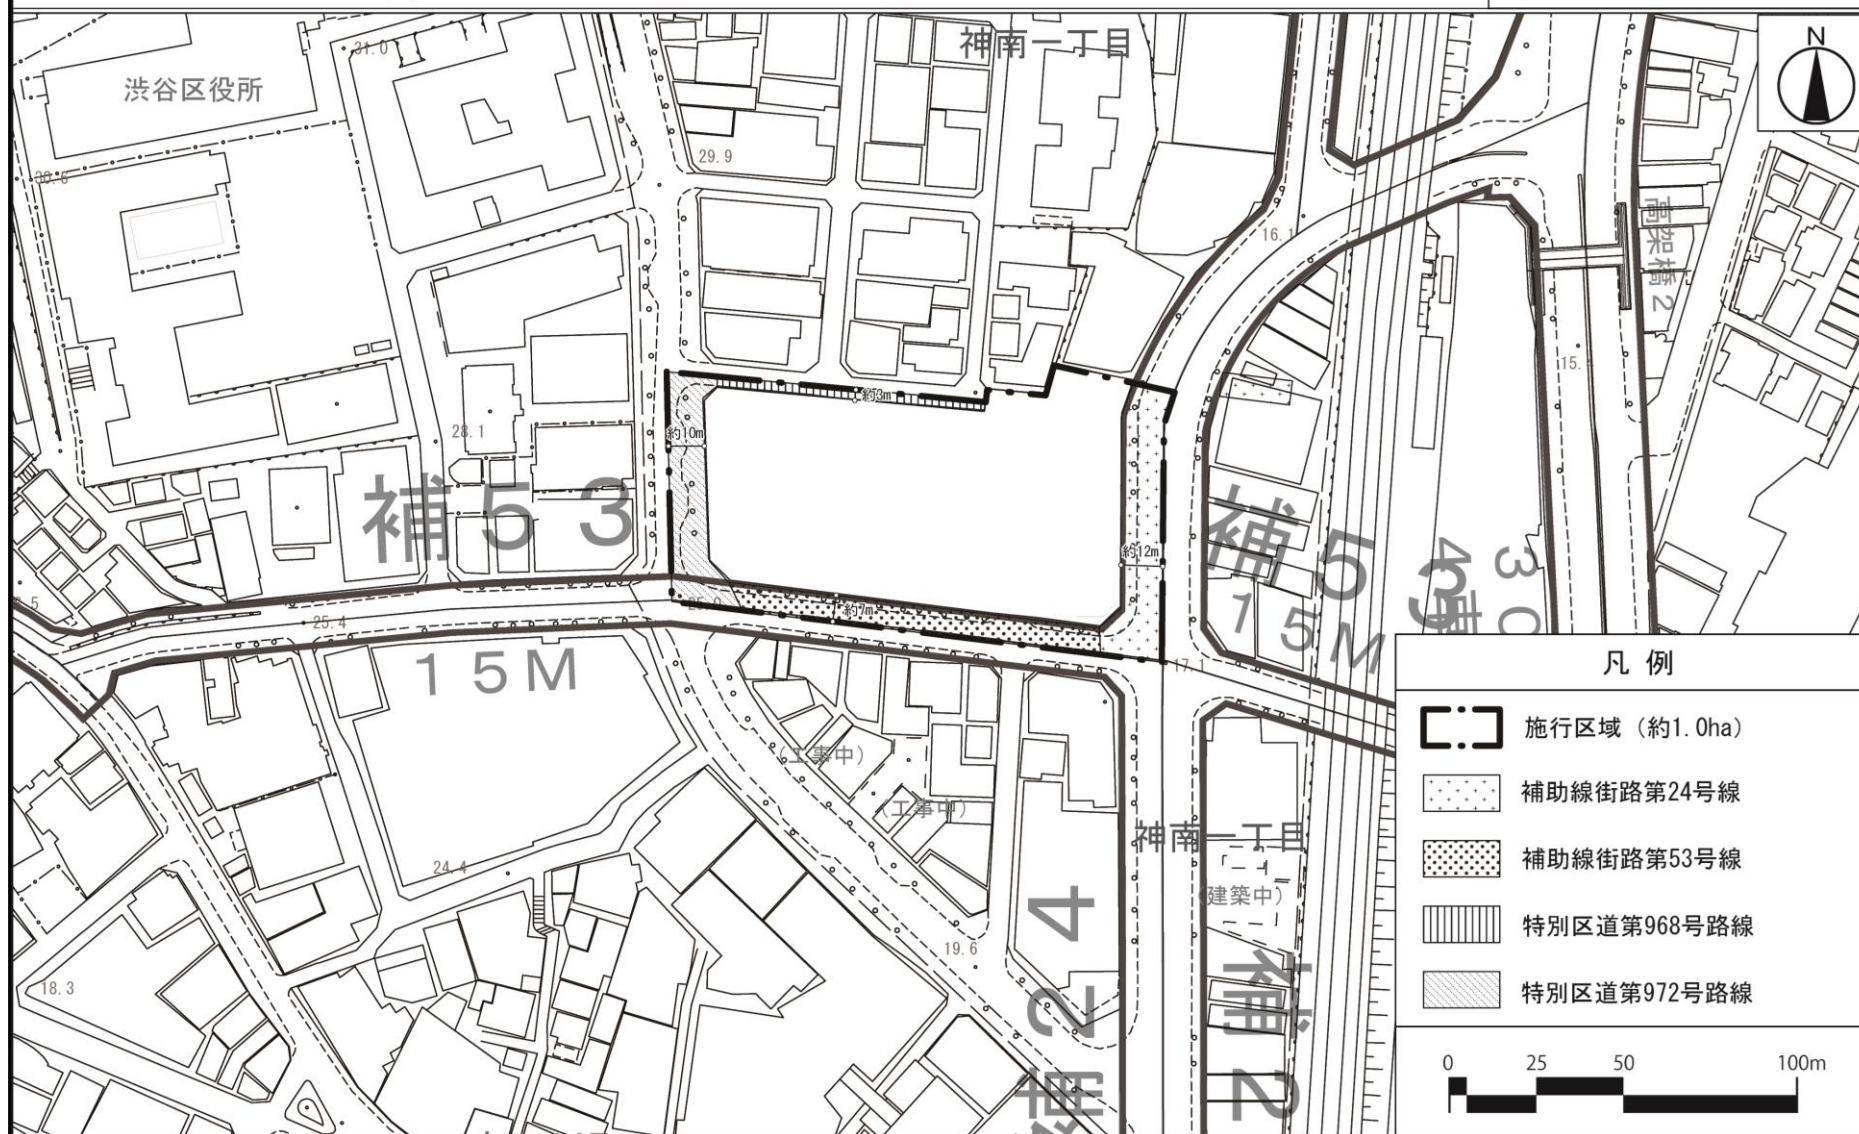 神南一丁目
N
31.0
渋谷区役所
29.9
30.6
16.1
高架橋2
15.
約3m
約10m
28.1
補53
補55
約12m
30
15M
約7m
25.4
17.1
15M
凡 例
施行区域（約1.0ha）
補助線街路第24号線
補助線街路第53号線
特別区道第968号路線
特別区道第972号路線
（工事中）
（工事中）
神南一丁目
24.4
（建築中）
補24
補2
19.6
18.3
0 25 50 100m